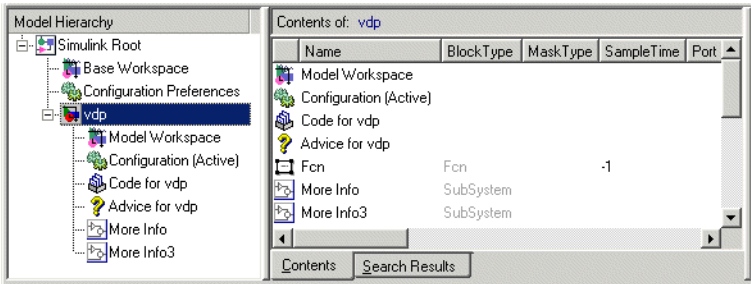 Model Hierarchy
Simulink Root
Base Workspace
Configuration Preferences
vdp
Model Workspace
Configuration (Active)
Code for vdp
Advice for vdp
More Info
More Info3
Contents of: vdp
Name BlockType MaskType SampleTime Port
Model Workspace
Configuration (Active)
Code for vdp
Advice for vdp
Fcn Fcn -1
More Info SubSystem
More Info3 SubSystem
Contents Search Results